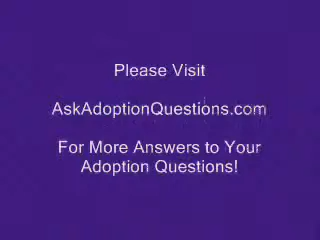 Please Visit
AskAdoptionQuestions.com
For More Answers to Your
Adoption Questions!